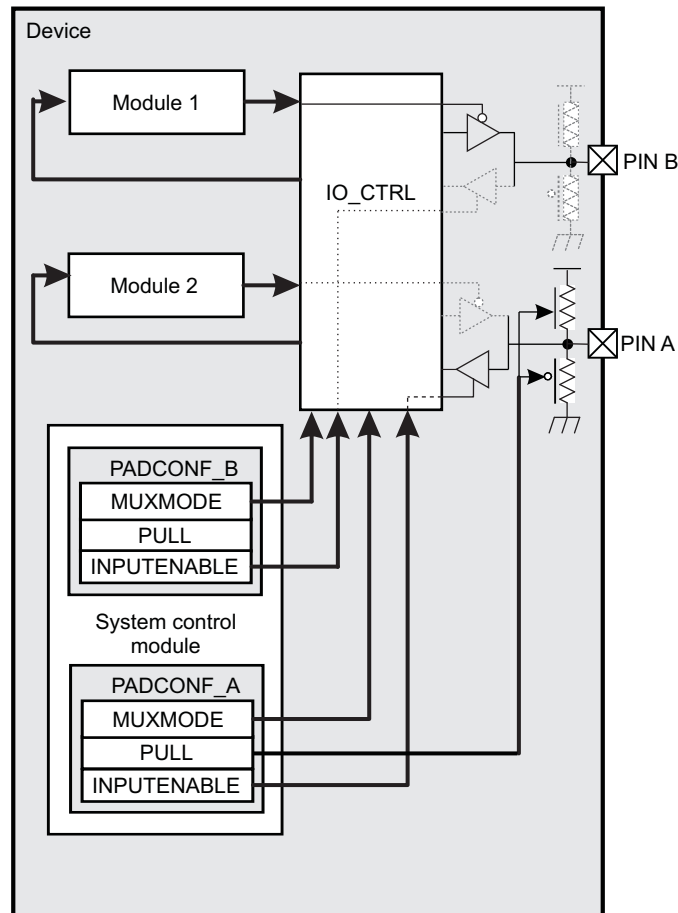 Device
Module 1
IO_CTRL
PIN B
Module 2
PIN A
PADCONF_B
MUXMODE
PULL
INPUTENABLE
System control
module
PADCONF_A
MUXMODE
PULL
INPUTENABLE